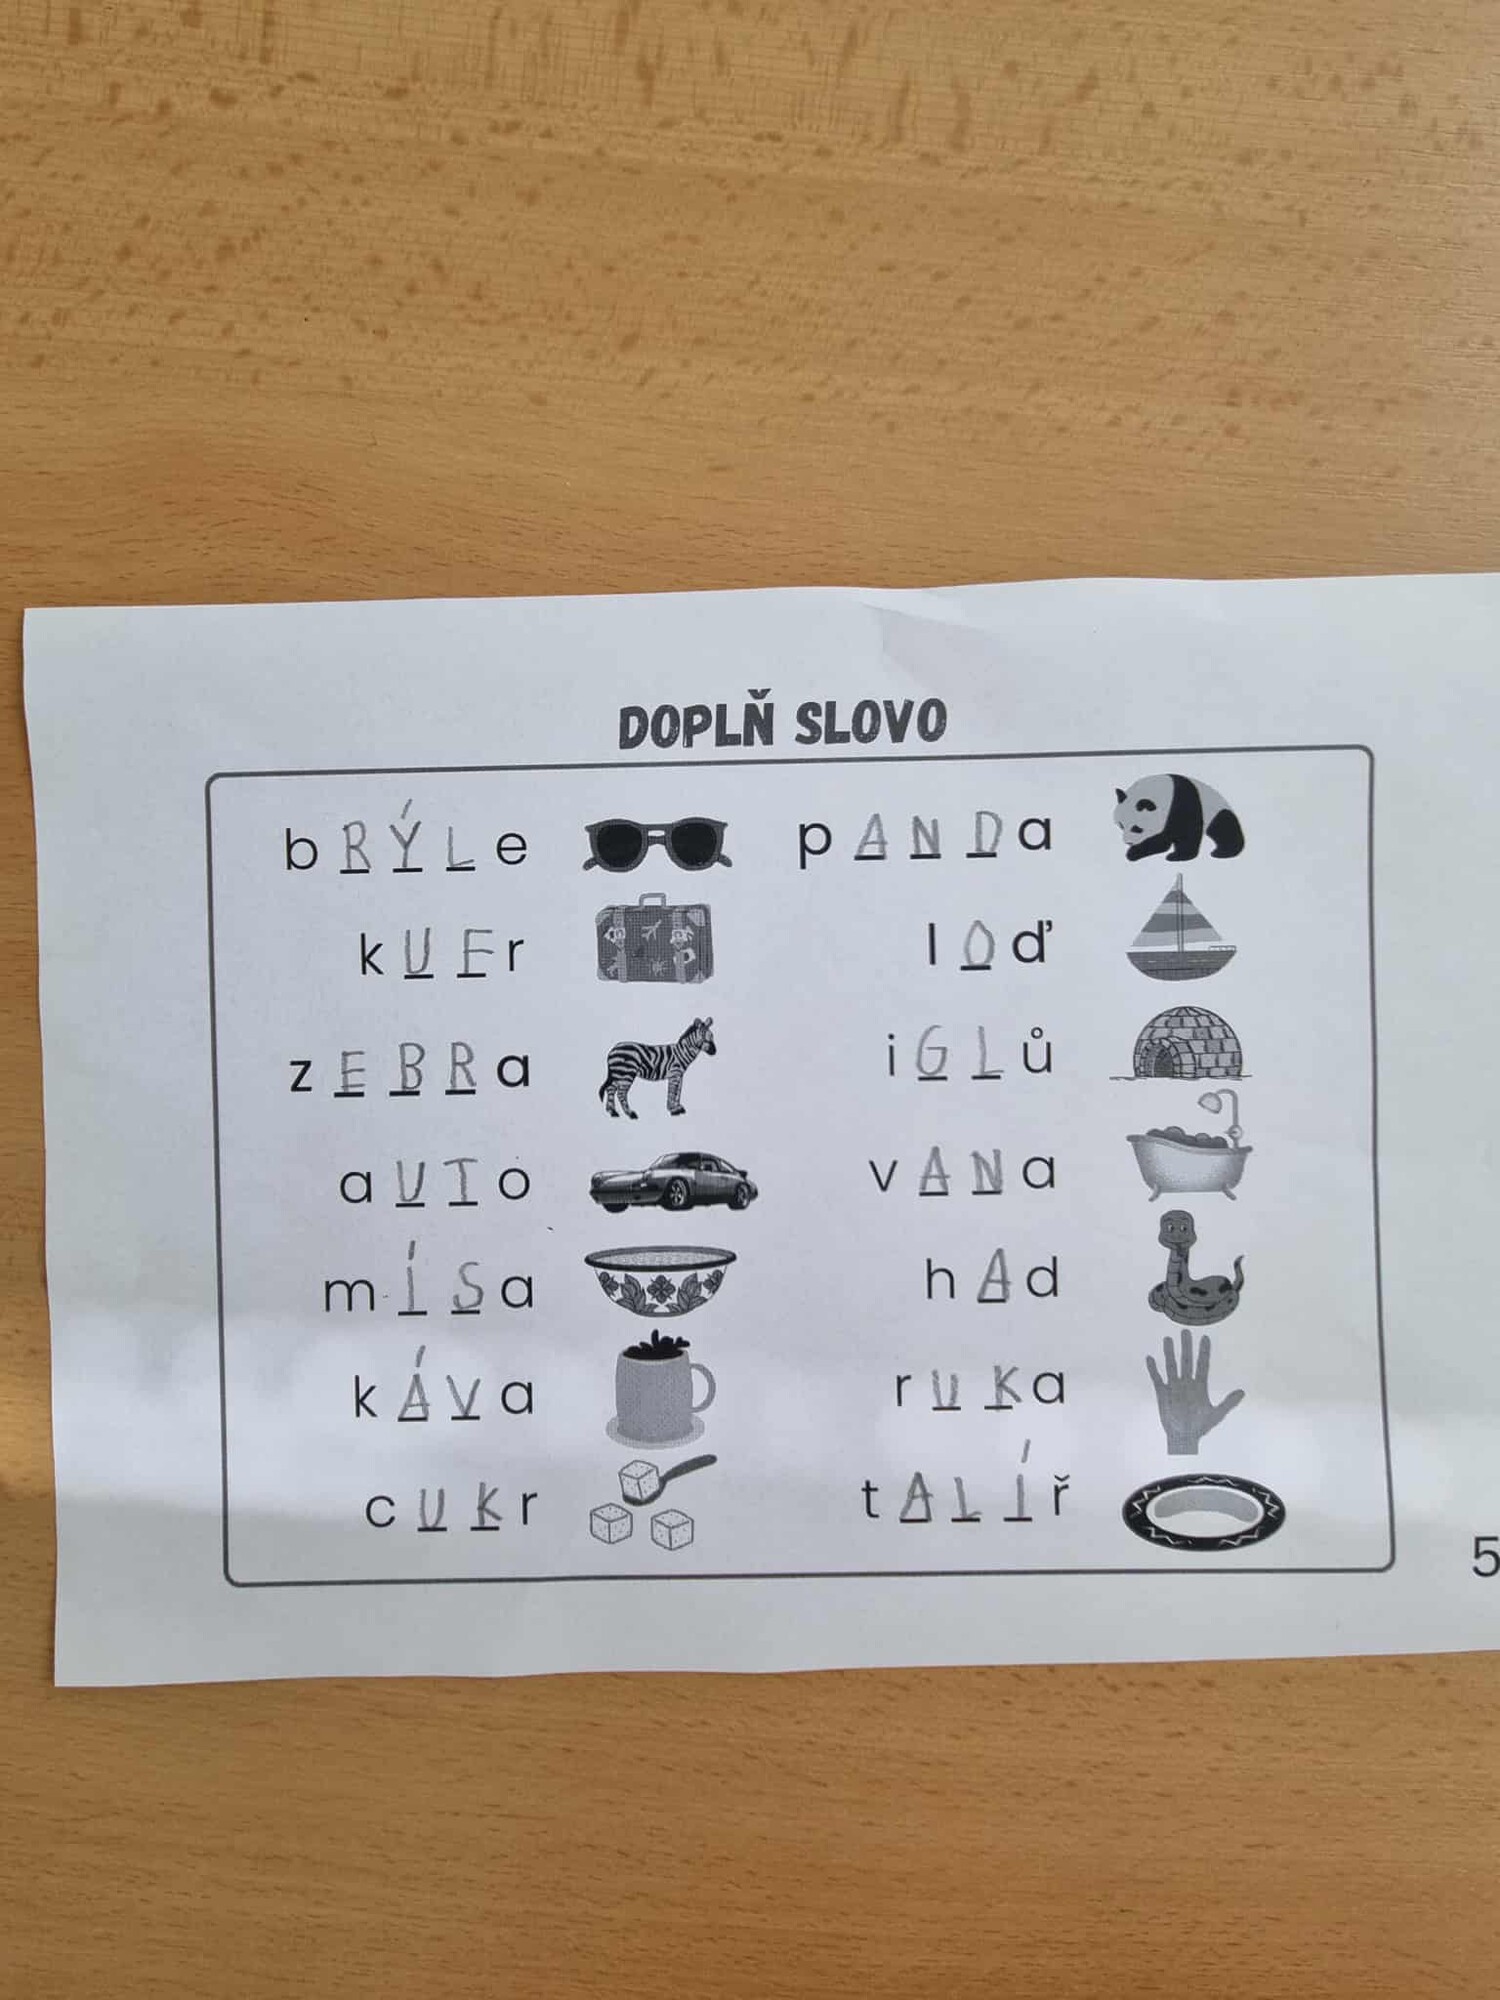 DOPLŇ SLOVO
bRÝLe
kUFr
zEBRa
aUTo
mÍSa
kÁVa
cUKr
pANDa
lOď
iGLů
vANa
hAd
rUKa
tALÍř
5